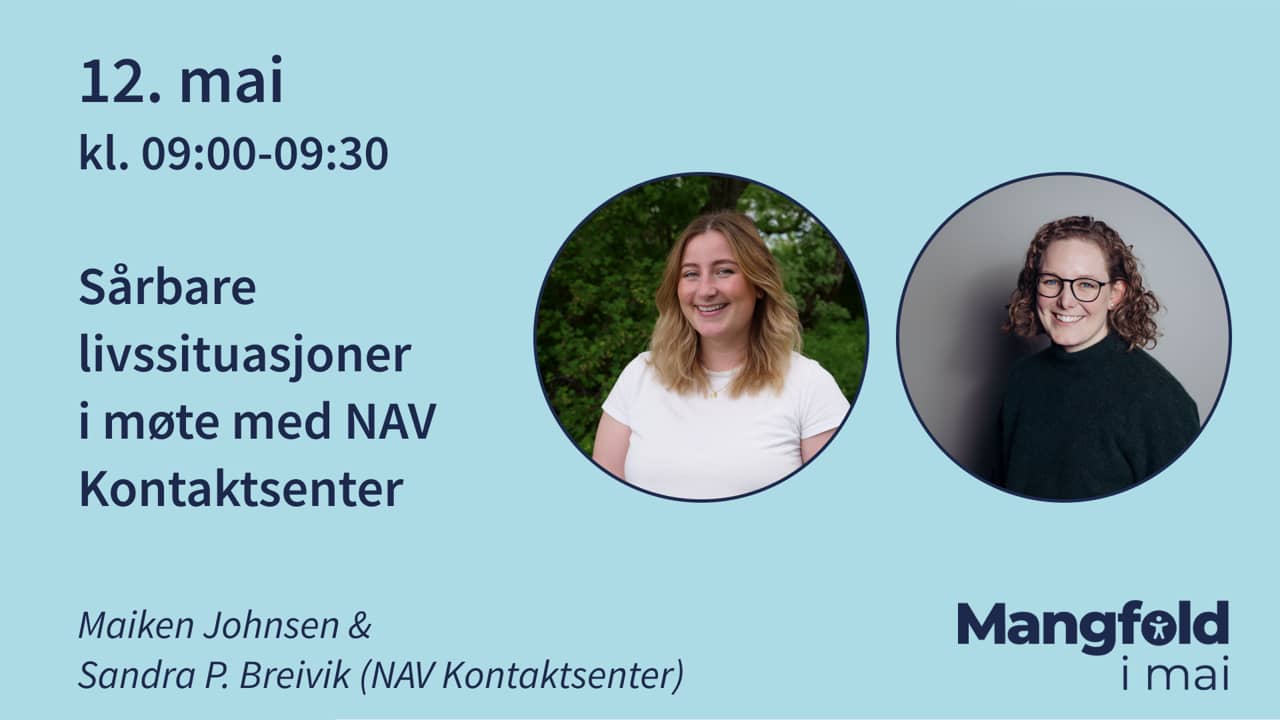 12. mai
kl. 09:00-09:30
Sårbare
livssituasjoner
i møte med NAV
Kontaktsenter
Maiken Johnsen &
Sandra P. Breivik (NAV Kontaktsenter)
Mangfold
i mai